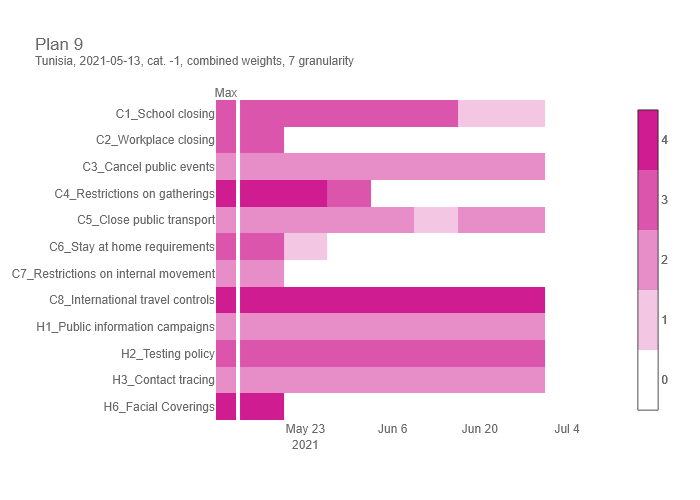 Plan 9
Tunisia, 2021-05-13, cat. -1, combined weights, 7 granularity
Max
C1_School closing
C2_Workplace closing
C3_Cancel public events
C4_Restrictions on gatherings
C5_Close public transport
C6_Stay at home requirements
C7_Restrictions on internal movement
C8_International travel controls
H1_Public information campaigns
H2_Testing policy
H3_Contact tracing
H6_Facial Coverings
May 23
2021
Jun 6
Jun 20
Jul 4
4
3
2
1
0